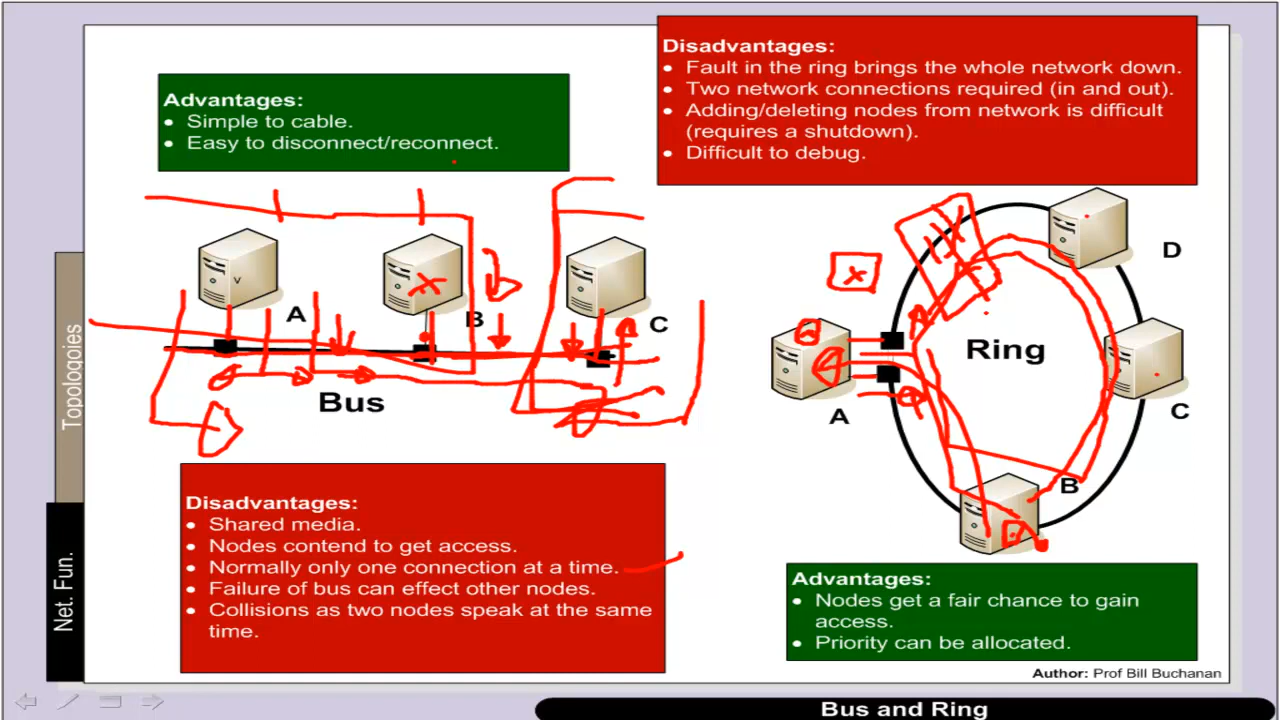 Advantages:
• Simple to cable.
• Easy to disconnect/reconnect.
Disadvantages:
• Fault in the ring brings the whole network down.
• Two network connections required (in and out).
• Adding/deleting nodes from network is difficult
(requires a shutdown).
• Difficult to debug.
V
A
B
C
Bus
D
Ring
A
C
B
Disadvantages:
• Shared media.
• Nodes contend to get access.
• Normally only one connection at a time.
• Failure of bus can effect other nodes.
• Collisions as two nodes speak at the same
time.
Advantages:
• Nodes get a fair chance to gain
access.
• Priority can be allocated.
Author: Prof Bill Buchanan
Topologies
Net. Fun.
Bus and Ring